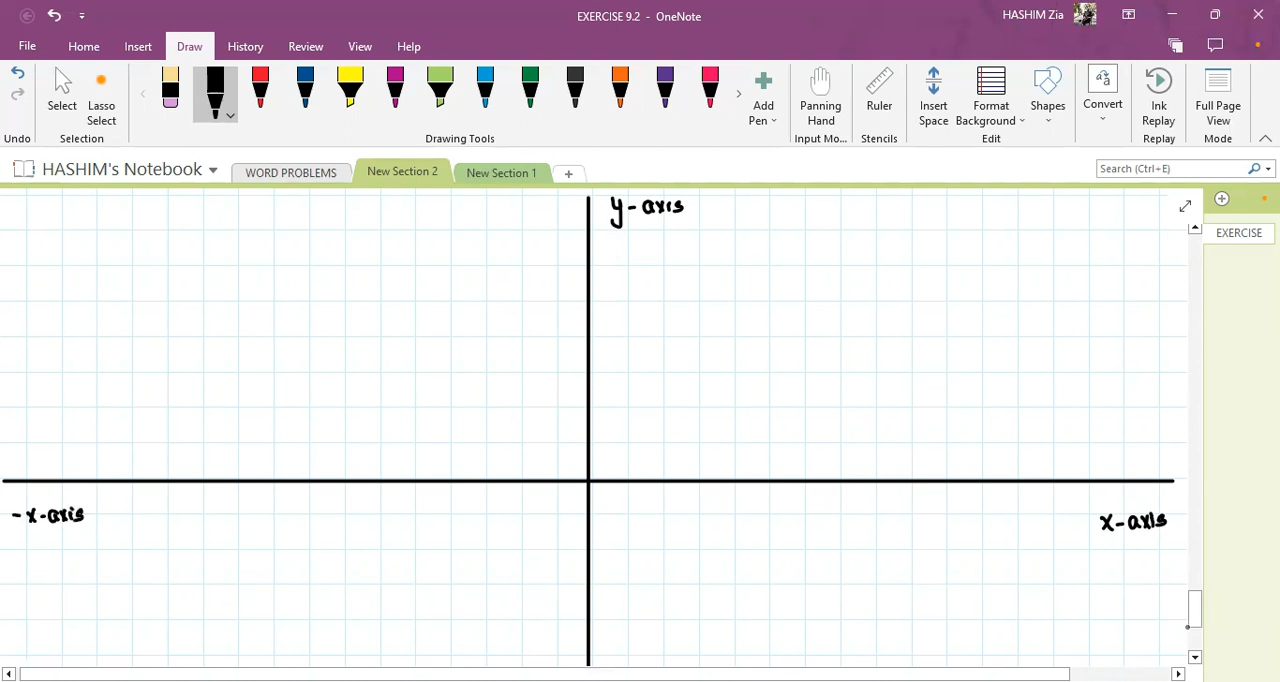 EXERCISE 9.2 - OneNote
HASHIM Zia
File Home Insert Draw History Review View Help
Select Lasso Select
Add Pen
Panning Hand
Ruler
Insert Space
Format Background
Shapes
Convert
Ink Replay
Full Page View
Undo Selection Drawing Tools Input Mo... Stencils Edit Replay Mode
HASHIM's Notebook WORD PROBLEMS New Section 2 New Section 1 Search (Ctrl+E)
EXERCISE
y-axis
-x-axis
x-axis